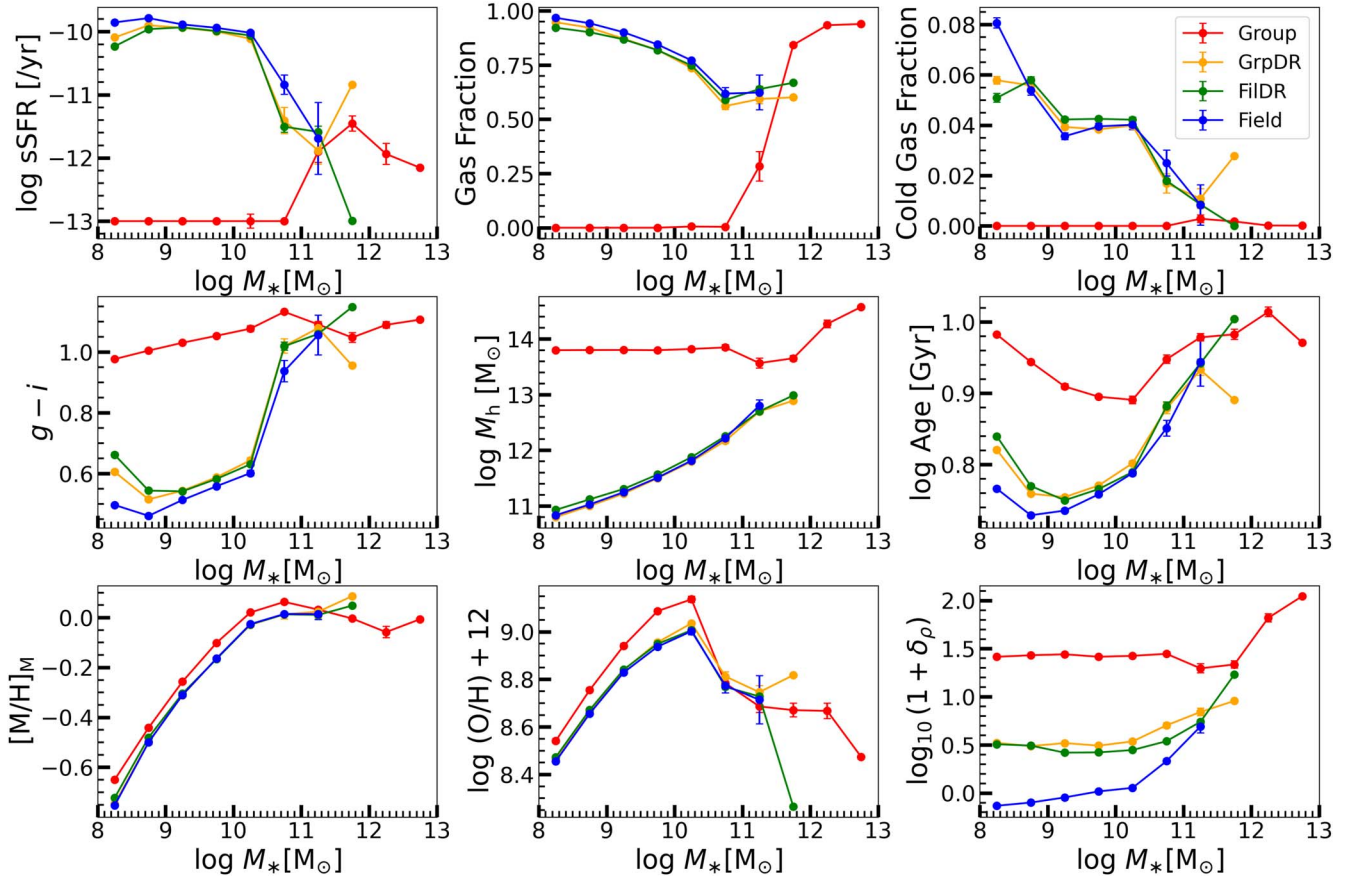 log sSFR [/yr]
−10
−11
−12
−13
8 9 10 11 12 13
log M∗[M⊙]
Gas Fraction
1.00
0.75
0.50
0.25
0.00
8 9 10 11 12 13
log M∗[M⊙]
Cold Gas Fraction
0.08
0.06
0.04
0.02
0.00
Group
GrpDR
FilDR
Field
8 9 10 11 12 13
log M∗[M⊙]
g − i
1.0
0.8
0.6
8 9 10 11 12 13
log M∗[M⊙]
log Mh [M⊙]
14
13
12
11
8 9 10 11 12 13
log M∗[M⊙]
log Age [Gyr]
1.0
0.9
0.8
8 9 10 11 12 13
log M∗[M⊙]
[M/H]M
0.0
−0.2
−0.4
−0.6
8 9 10 11 12 13
log M∗[M⊙]
log (O/H) + 12
9.0
8.8
8.6
8.4
8 9 10 11 12 13
log M∗[M⊙]
log10(1 + δρ)
2.0
1.5
1.0
0.5
0.0
8 9 10 11 12 13
log M∗[M⊙]